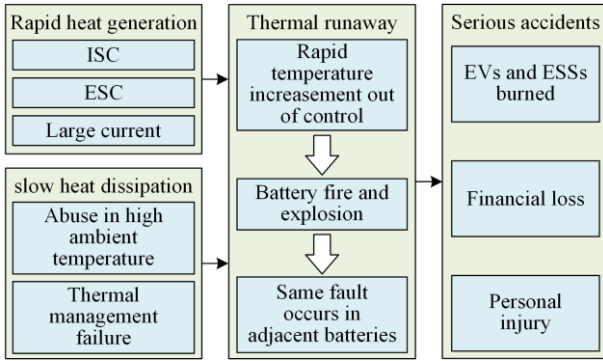 Rapid heat generation
ISC
ESC
Large current
slow heat dissipation
Abuse in high
ambient
temperature
Thermal
management
failure
Thermal runaway
Rapid
temperature
increasement out
of control
Battery fire and
explosion
Same fault
occurs in
adjacent batteries
Serious accidents
EVs and ESSs
burned
Financial loss
Personal
injury